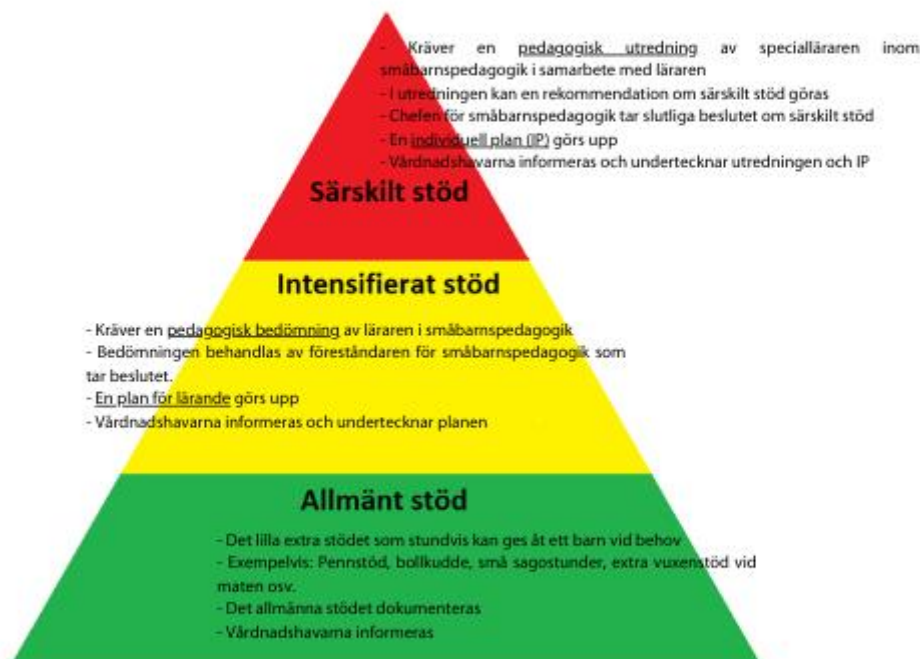 - Kräver en pedagogisk utredning av specialläraren inom
småbarnspedagogik i samarbete med läraren
- I utredningen kan en rekommendation om särskilt stöd göras
- Chefen för småbarnspedagogik tar slutliga beslutet om särskilt stöd
- En individuell plan (IP) görs upp
- Vårdnadshavarna informeras och undertecknar utredningen och IP
Särskilt stöd
Intensifierat stöd
- Kräver en pedagogisk bedömning av läraren i småbarnspedagogik
- Bedömningen behandlas av föreståndaren för småbarnspedagogik som
tar beslutet.
- En plan för lärande görs upp
- Vårdnadshavarna informeras och undertecknar planen
Allmänt stöd
- Det lilla extra stödet som stundvis kan ges åt ett barn vid behov
- Exempelvis: Pennstöd, bollkudde, små sagostunder, extra vuxenstöd vid
maten osv.
- Det allmänna stödet dokumenteras
- Vårdnadshavarna informeras